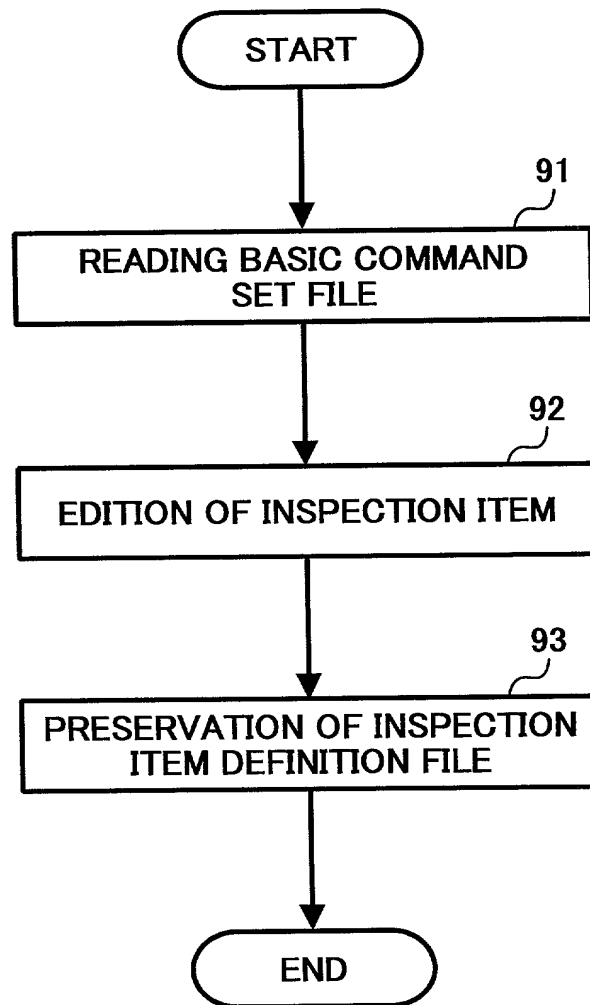 START
91
READING BASIC COMMAND
SET FILE
92
EDITION OF INSPECTION ITEM
93
PRESERVATION OF INSPECTION
ITEM DEFINITION FILE
END